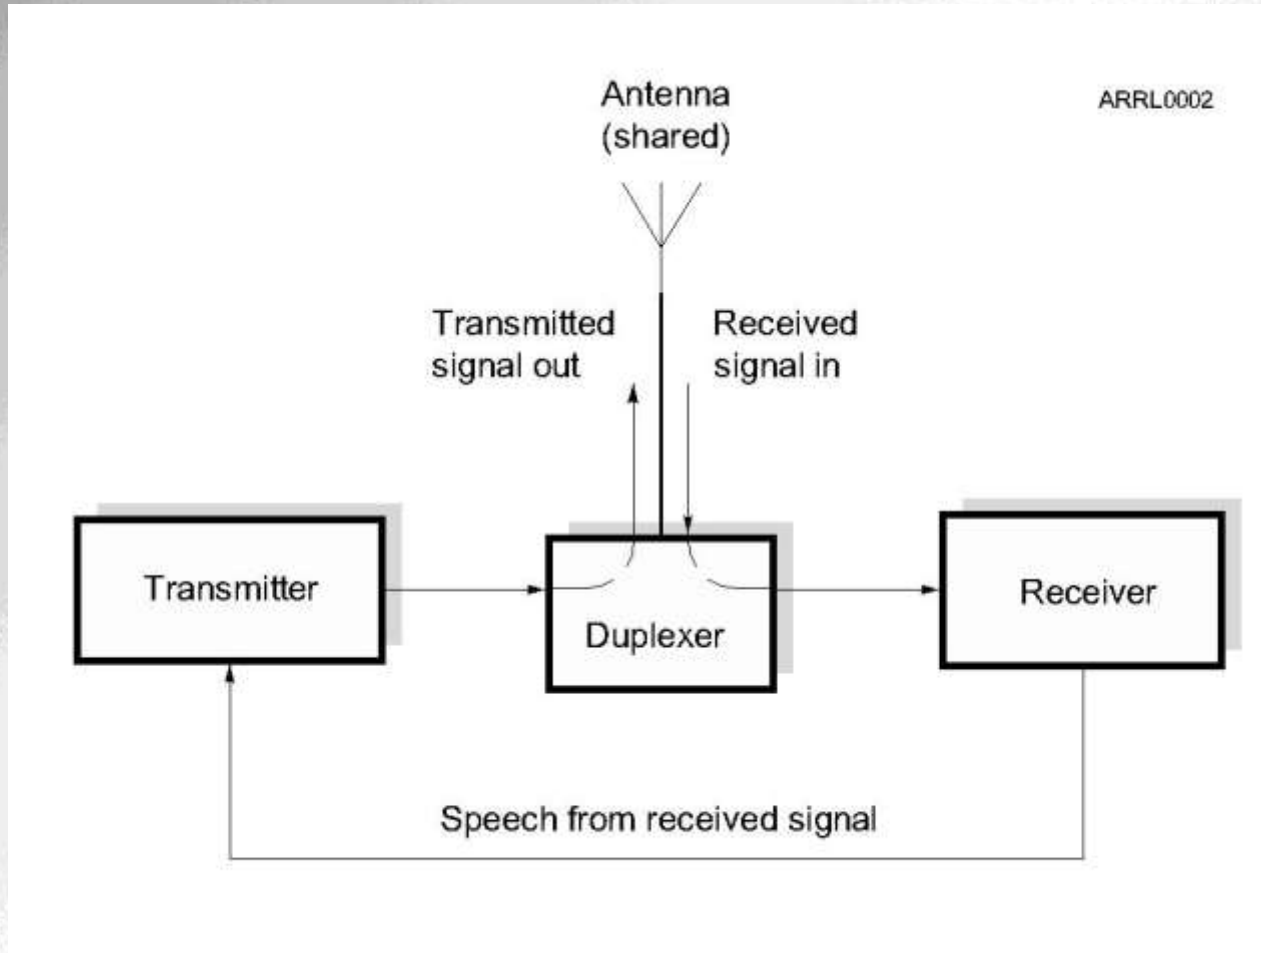 Antenna
(shared)
ARRL0002
Transmitted
signal out
Received
signal in
Transmitter
Duplexer
Receiver
Speech from received signal